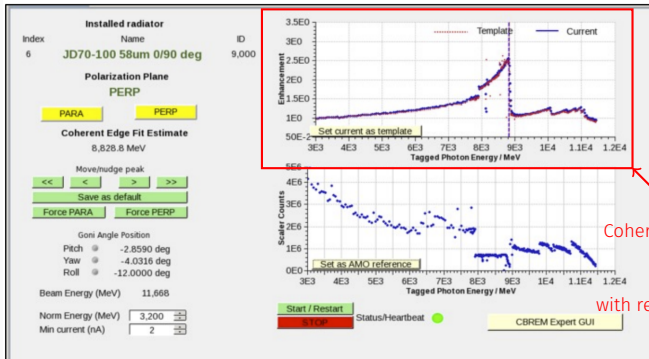 Installed radiator
Index Name ID
6 JD70-100 58um 0/90 deg 9,000
Polarization Plane
PERP
PARA PERP
Coherent Edge Fit Estimate
8,828.8 MeV
Move/nudge peak
<< < > >>
Save as default
Force PARA Force PERP
Goni Angle Position
Pitch -2.8590 deg
Yaw -4.0316 deg
Roll -12.0000 deg
Beam Energy (MeV) 11,668
Norm Energy (MeV) 3,200
Min current (nA) 2
Enhancement
3.5E0
3E0
2.5E0
2E0
1.5E0
1E0
50E-2
Template Current
Set current as template
3E3 4E3 5E3 6E3 7E3 8E3 9E3 1E4 1.1E4 1.2E4
Tagged Photon Energy / MeV
Scaler Counts
5E6
4E6
3E6
2E6
1E6
0E0
Set as AMO reference
3E3 4E3 5E3 6E3 7E3 8E3 9E3 1E4 1.1E4 1.2E4
Tagged Photon Energy / MeV
Start / Restart
STOP
Status/Heartbeat
CBREM Expert GUI
Coher
with re